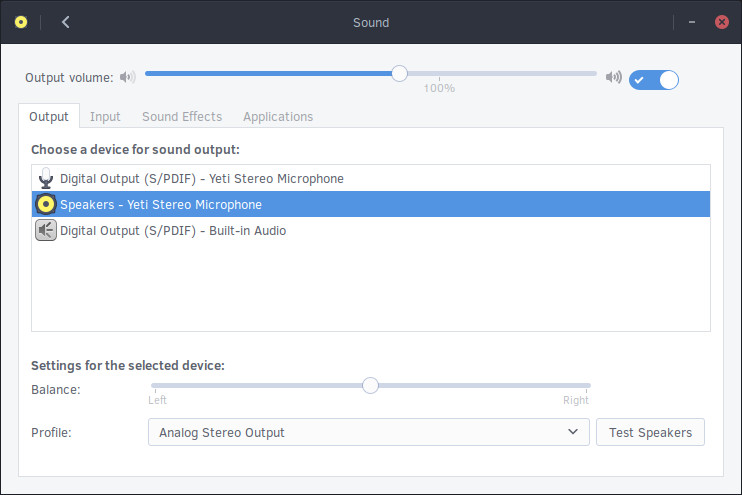 Sound
Output volume:
100%
Output Input Sound Effects Applications
Choose a device for sound output:
Digital Output (S/PDIF) – Yeti Stereo Microphone
Speakers – Yeti Stereo Microphone
Digital Output (S/PDIF) – Built-in Audio
Settings for the selected device:
Balance:
Left Right
Profile: Analog Stereo Output Test Speakers